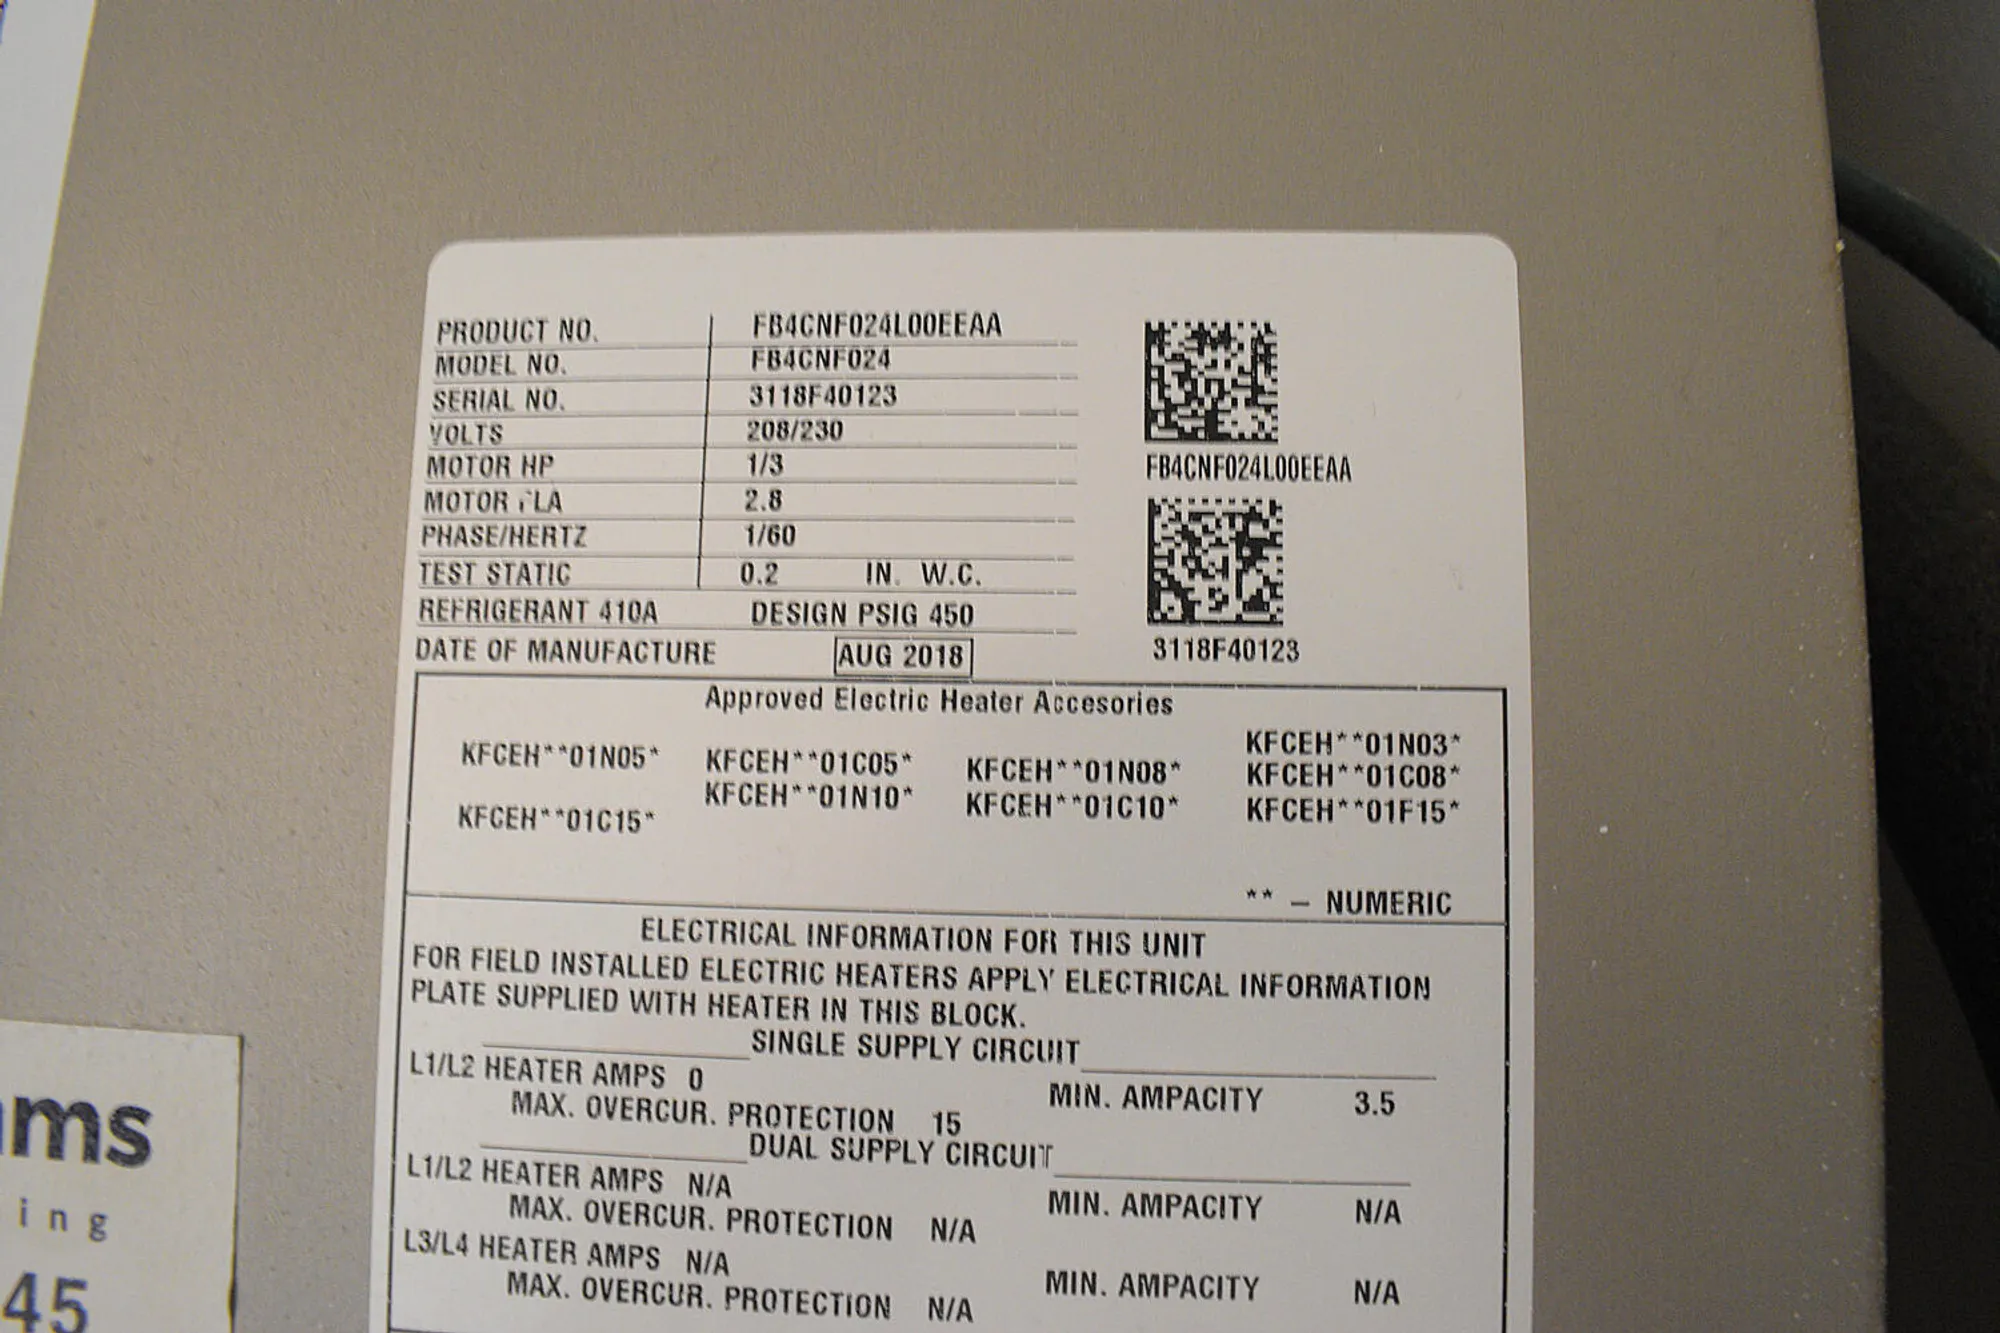 PRODUCT NO. FB4CNF024L00EEAA
MODEL NO. FB4CNF024
SERIAL NO. 3118F40123
VOLTS 208/230
MOTOR HP 1/3
MOTOR FLA 2.8
PHASE/HERTZ 1/60
TEST STATIC 0.2 IN. W.C.
REFRIGERANT 410A DESIGN PSIG 450
DATE OF MANUFACTURE AUG 2018
FB4CNF024L00EEAA
3118F40123
Approved Electric Heater Accesories
KFCEH**01N03*
KFCEH**01N05* KFCEH**01C05* KFCEH**01N08* KFCEH**01C08*
KFCEH**01N10* KFCEH**01C10* KFCEH**01F15*
KFCEH**01C15*
** – NUMERIC
ELECTRICAL INFORMATION FOR THIS UNIT
FOR FIELD INSTALLED ELECTRIC HEATERS APPLY ELECTRICAL INFORMATION
PLATE SUPPLIED WITH HEATER IN THIS BLOCK.
SINGLE SUPPLY CIRCUIT
L1/L2 HEATER AMPS 0 MIN. AMPACITY 3.5
MAX. OVERCUR. PROTECTION 15
DUAL SUPPLY CIRCUIT
L1/L2 HEATER AMPS N/A MIN. AMPACITY N/A
MAX. OVERCUR. PROTECTION N/A
L3/L4 HEATER AMPS N/A MIN. AMPACITY N/A
MAX. OVERCUR. PROTECTION N/A
ms
ing
45